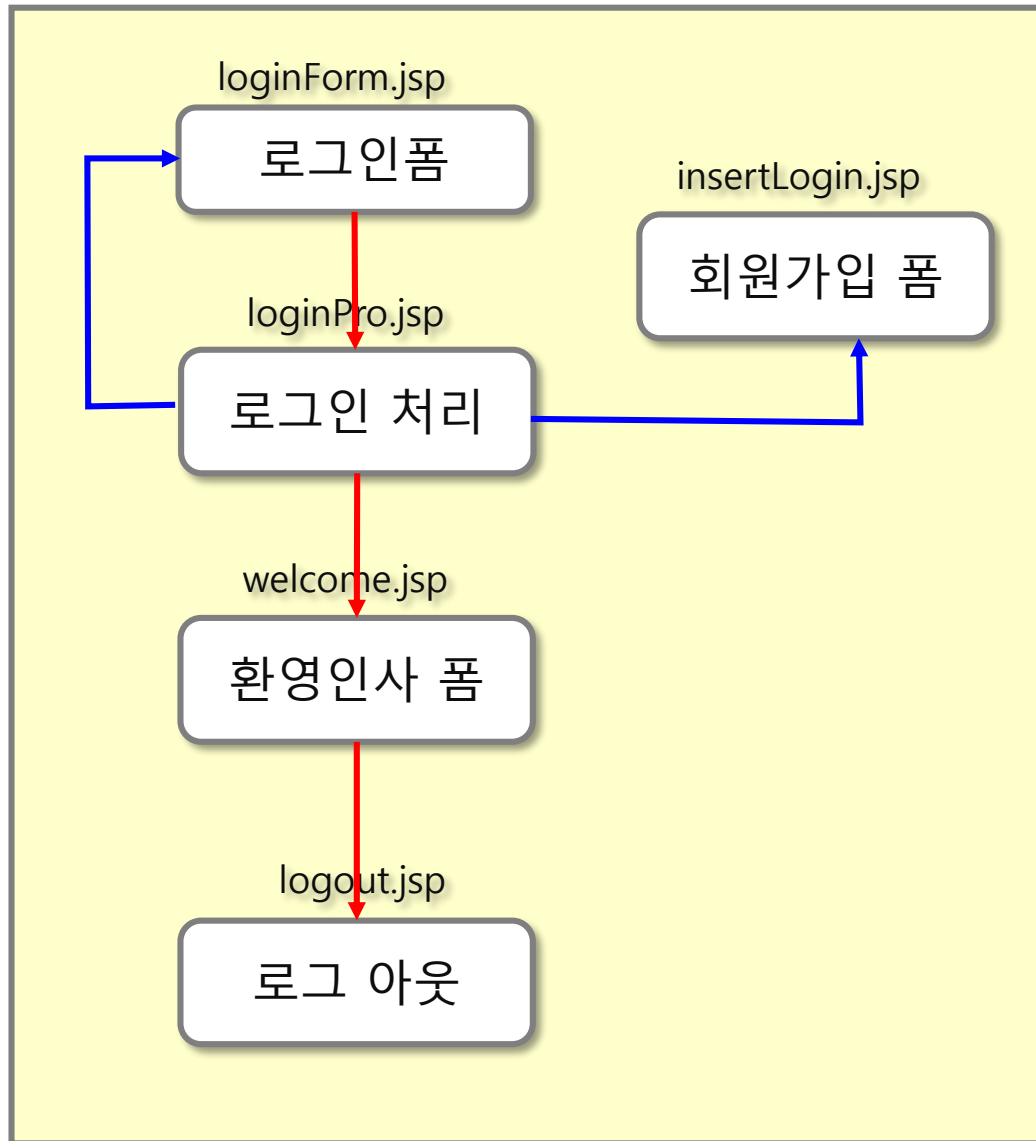 loginForm.jsp
로그인폼
insertLogin.jsp
회원가입 폼
loginPro.jsp
로그인 처리
welcome.jsp
환영인사 폼
logout.jsp
로그 아웃